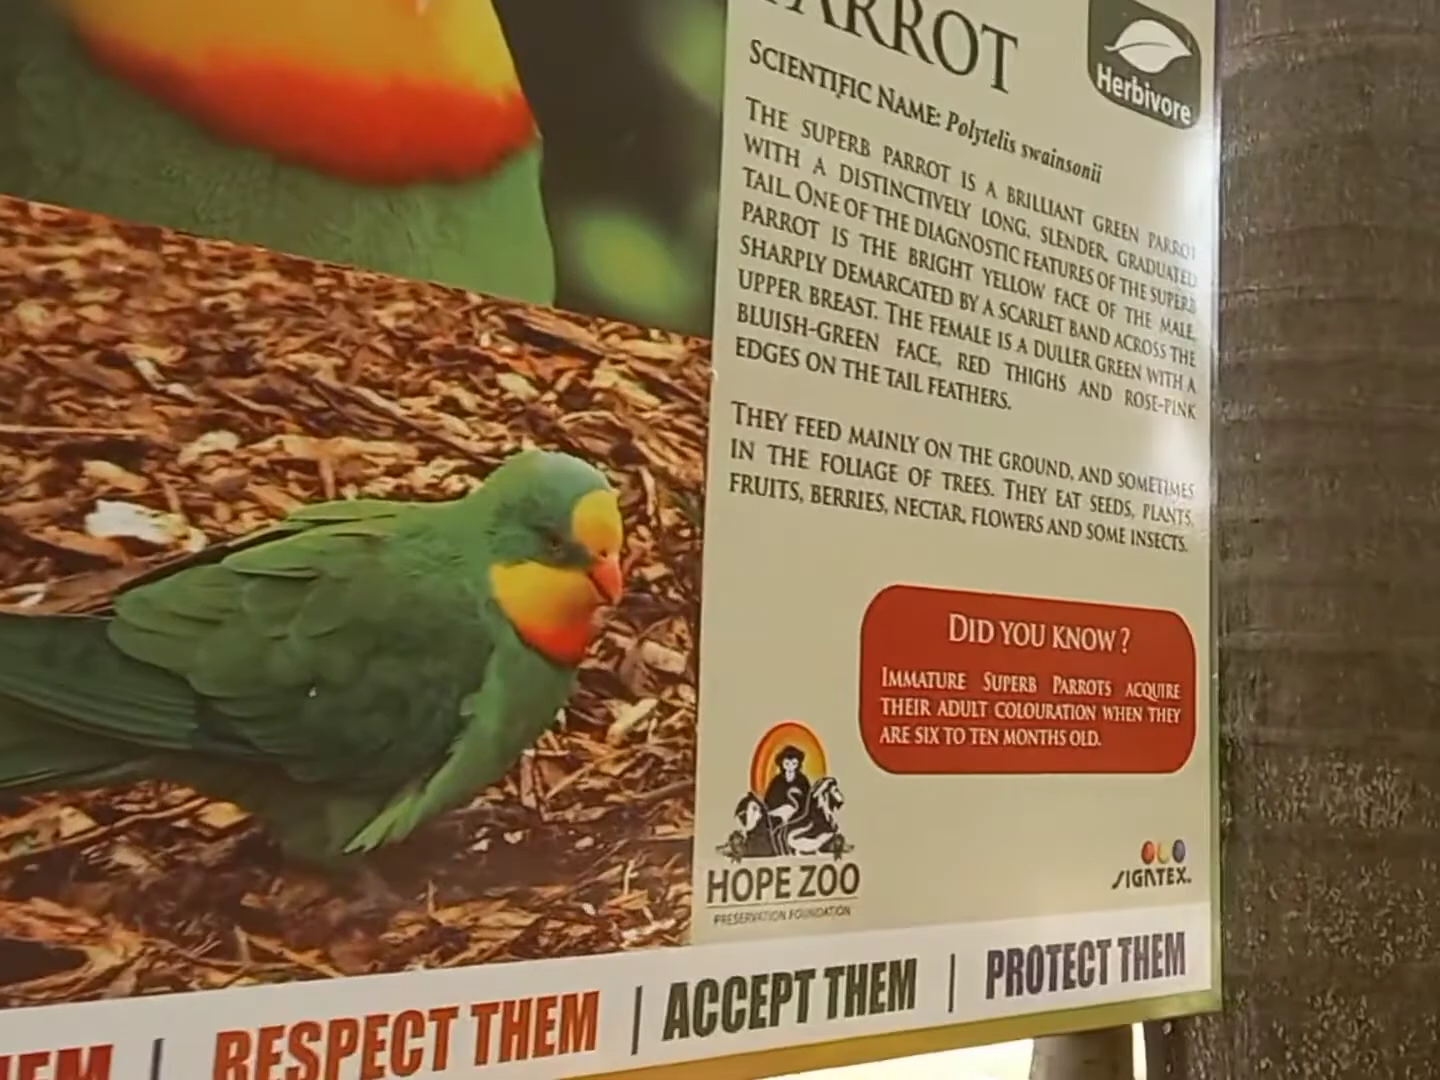 PARROT
Herbivore
SCIENTIFIC NAME: Polytelis swainsonii
THE SUPERB PARROT IS A BRILLIANT GREEN PARROT
WITH A DISTINCTIVELY LONG, SLENDER, GRADUATED
TAIL. ONE OF THE DIAGNOSTIC FEATURES OF THE SUPERB
PARROT IS THE BRIGHT YELLOW FACE OF THE MALE,
SHARPLY DEMARCATED BY A SCARLET BAND ACROSS THE
UPPER BREAST. THE FEMALE IS A DULLER GREEN WITH A
BLUISH-GREEN FACE, RED THIGHS AND ROSE-PINK
EDGES ON THE TAIL FEATHERS.
THEY FEED MAINLY ON THE GROUND, AND SOMETIMES
IN THE FOLIAGE OF TREES. THEY EAT SEEDS, PLANTS,
FRUITS, BERRIES, NECTAR, FLOWERS AND SOME INSECTS.
DID YOU KNOW ?
IMMATURE SUPERB PARROTS ACQUIRE
THEIR ADULT COLOURATION WHEN THEY
ARE SIX TO TEN MONTHS OLD.
HOPE ZOO
PRESERVATION FOUNDATION
SIGNTEX.
RESPECT THEM | ACCEPT THEM | PROTECT THEM